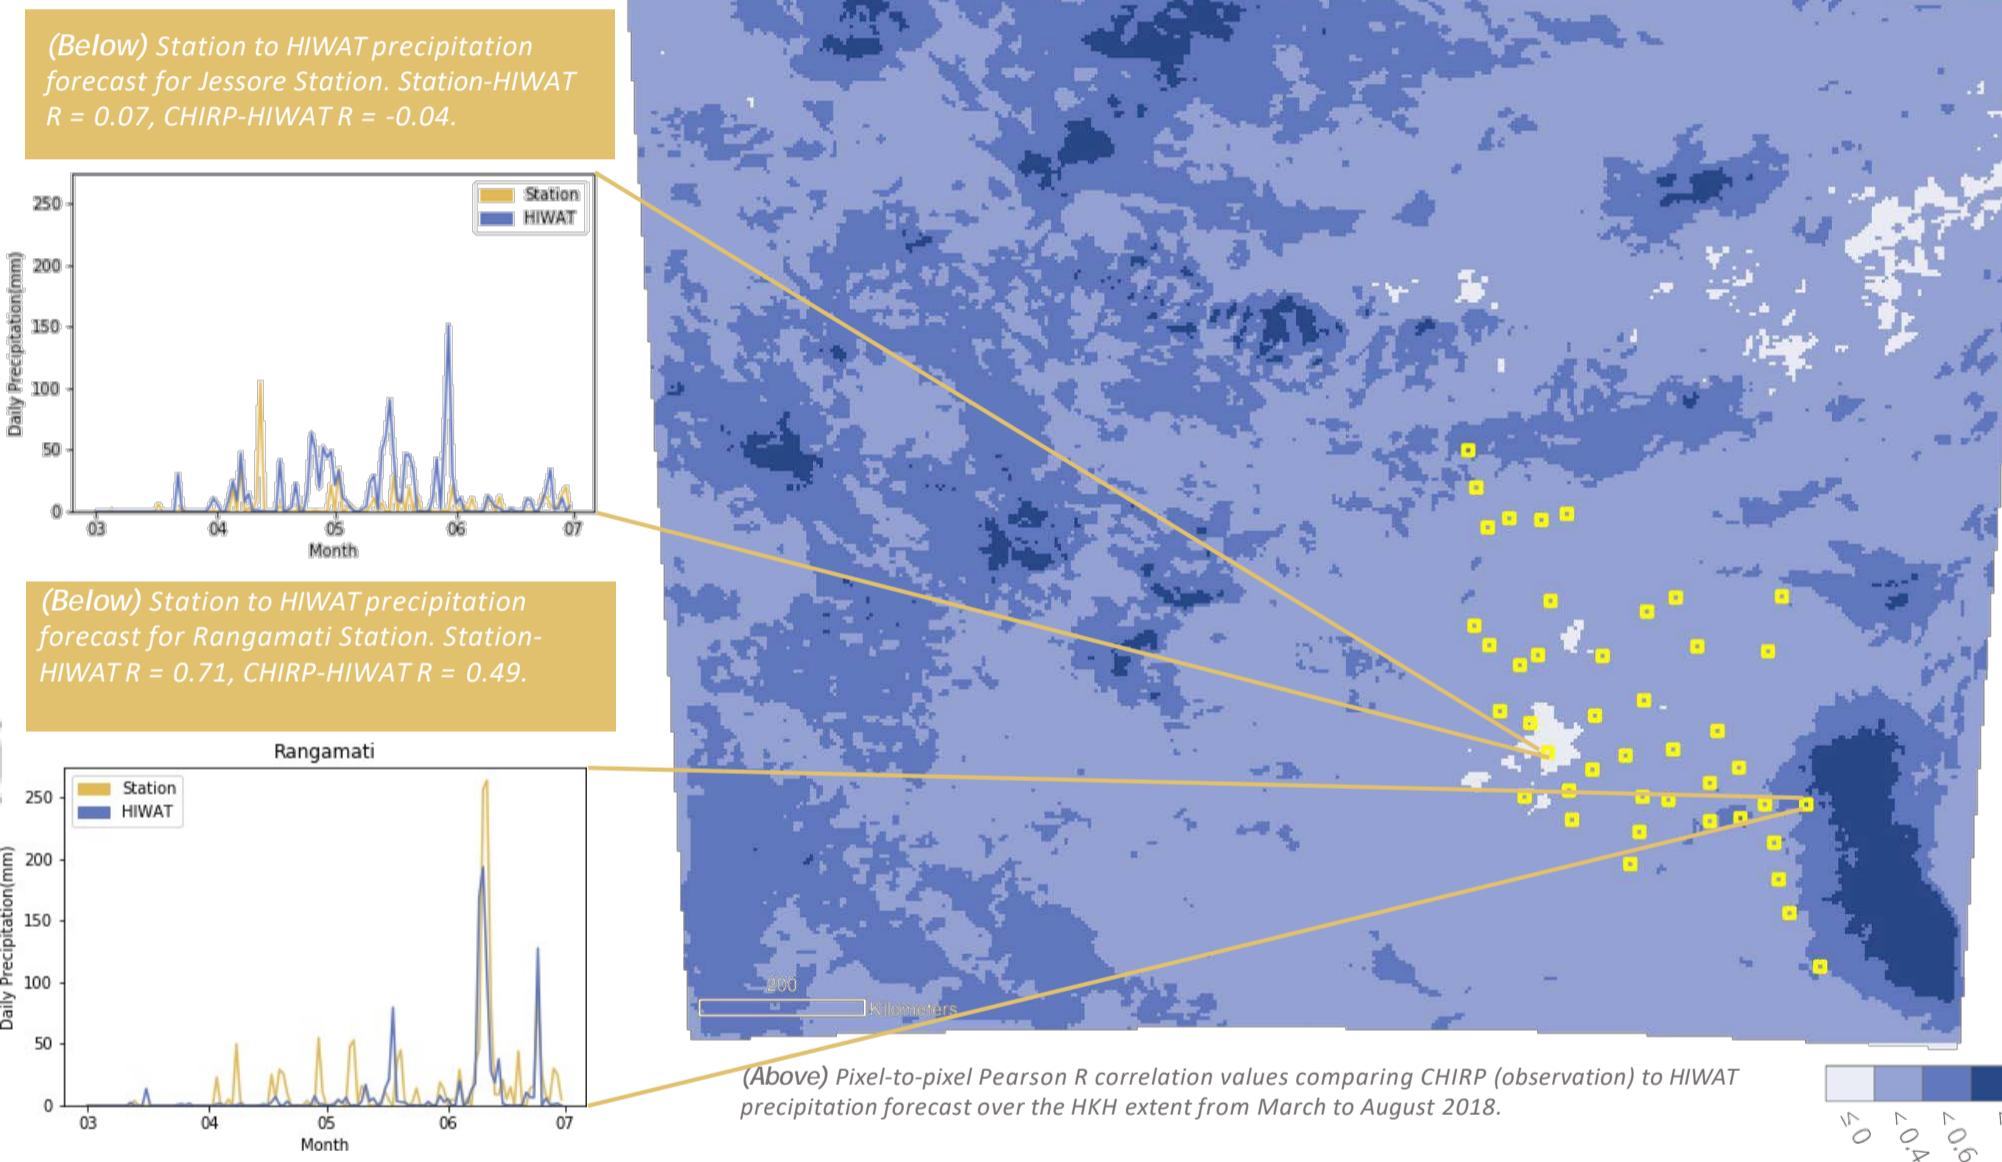 (Below) Station to HIWAT precipitation
forecast for Jessore Station. Station-HIWAT
R = 0.07, CHIRP-HIWAT R = -0.04.
Station
HIWAT
250
200
150
100
50
0
Daily Precipitation(mm)
03 04 05 06 07
Month
(Below) Station to HIWAT precipitation
forecast for Rangamati Station. Station-
HIWAT R = 0.71, CHIRP-HIWAT R = 0.49.
Rangamati
Station
HIWAT
250
200
150
100
50
0
Daily Precipitation(mm)
03 04 05 06 07
Month
200
Kilometers
(Above) Pixel-to-pixel Pearson R correlation values comparing CHIRP (observation) to HIWAT
precipitation forecast over the HKH extent from March to August 2018.
≤0
<0.4
<0.6